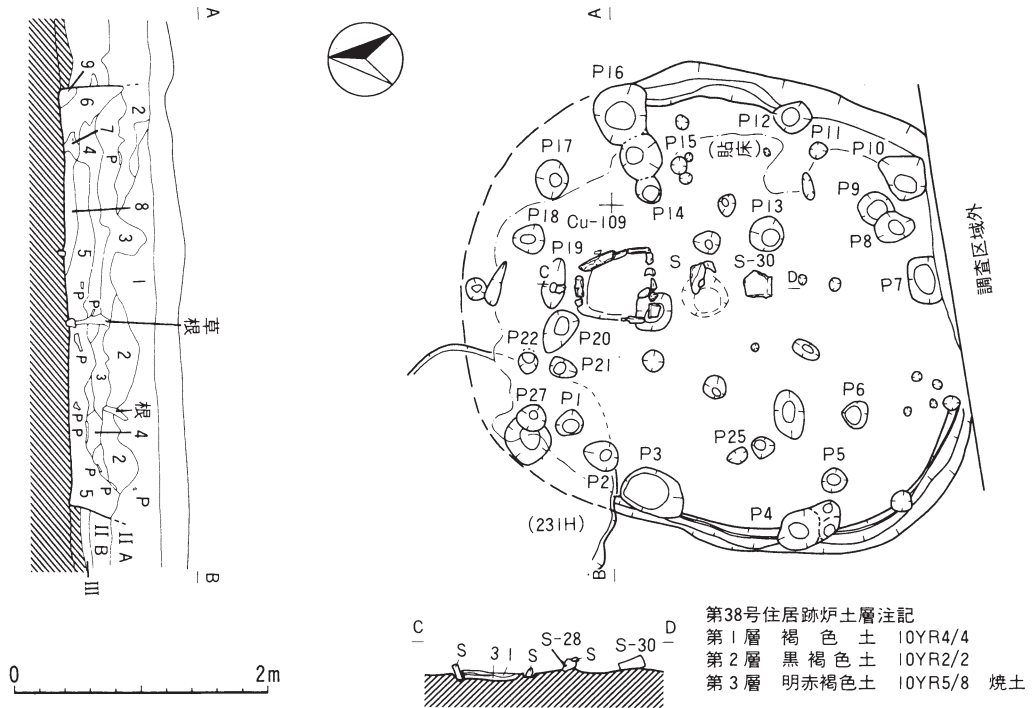 A
9
6
2
7
4
P
8
3
5
1
P
P
草根
P
2
3
P
P
根
4
2
P
P
5
P
ⅡA
ⅡB
Ⅲ
B
0 2m
A
P16
P12
P11
P10
P17
P15
(貼床)
P9
P14
P13
P8
Cu-109
P18
P19
C
S
S-30
D
P7
調査区域外
P20
P22
P21
P27
P1
P6
P25
P2
P3
P5
P4
(231H)
B
C
D
S
3
1
S
S-28
S
S-30
第38号住居跡炉土層注記
第1層 褐色土 10YR4/4
第2層 黒褐色土 10YR2/2
第3層 明赤褐色土 10YR5/8 焼土